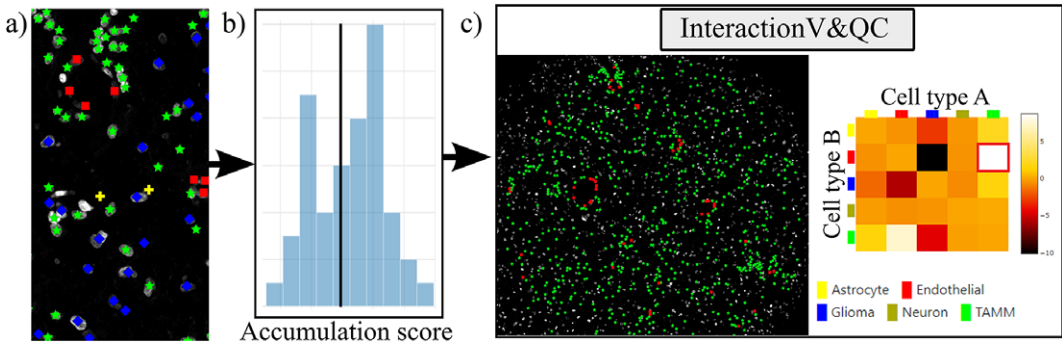 a)
b)
c)
InteractionV&QC
Accumulation score
Cell type A
Cell type B
5
0
−5
−10
Astrocyte Endothelial
Glioma Neuron TAMM